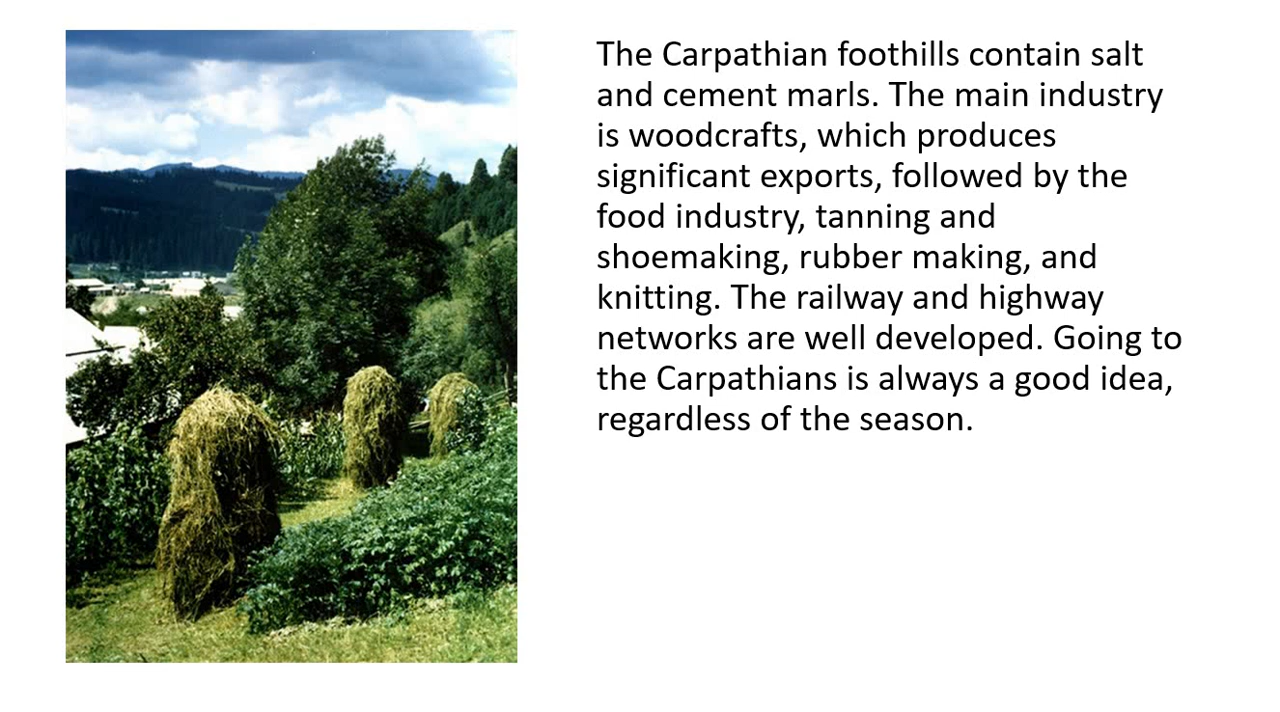 The Carpathian foothills contain salt
and cement marls. The main industry
is woodcrafts, which produces
significant exports, followed by the
food industry, tanning and
shoemaking, rubber making, and
knitting. The railway and highway
networks are well developed. Going to
the Carpathians is always a good idea,
regardless of the season.